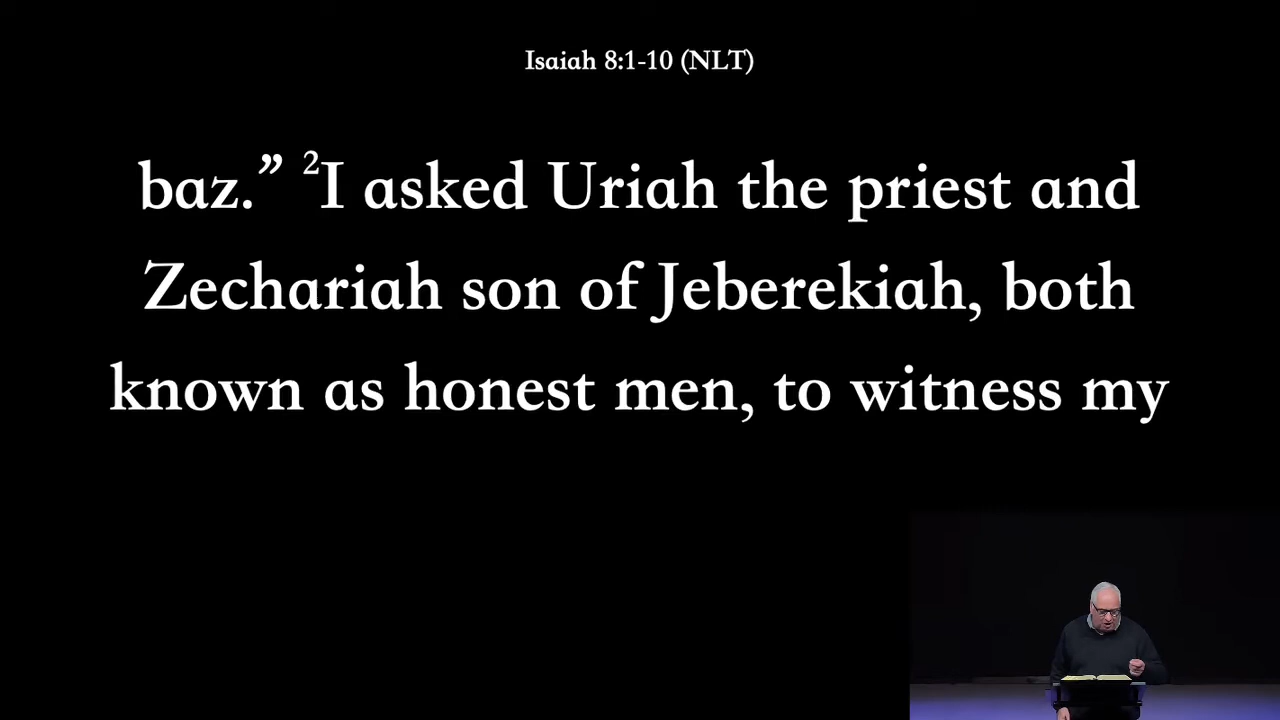 Isaiah 8:1-10 (NLT)
baz.” ²I asked Uriah the priest and
Zechariah son of Jeberekiah, both
known as honest men, to witness my